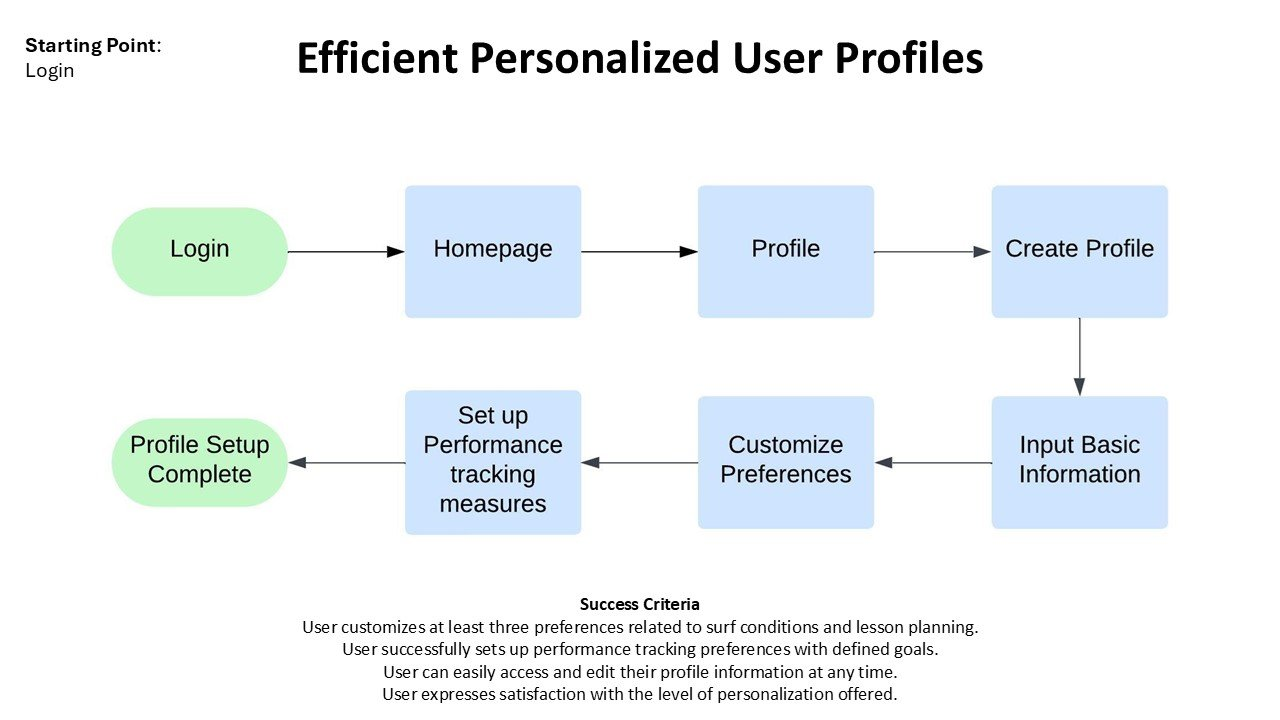 Starting Point:
Login
Efficient Personalized User Profiles
Login
Homepage
Profile
Create Profile
Profile Setup
Complete
Set up
Performance
tracking
measures
Customize
Preferences
Input Basic
Information
Success Criteria
User customizes at least three preferences related to surf conditions and lesson planning.
User successfully sets up performance tracking preferences with defined goals.
User can easily access and edit their profile information at any time.
User expresses satisfaction with the level of personalization offered.